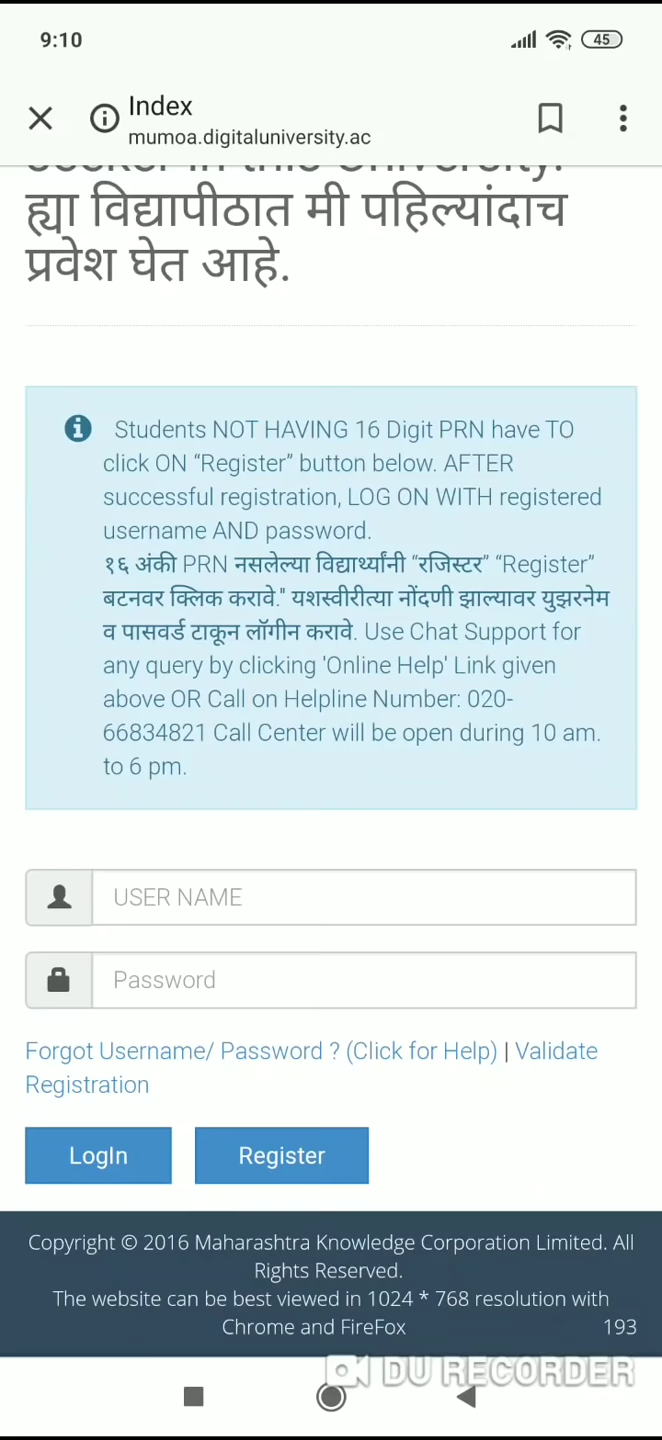 9:10
45
Index
mumoa.digitaluniversity.ac
seeker in this University.
ह्या विद्यापीठात मी पहिल्यांदाच
प्रवेश घेत आहे.
Students NOT HAVING 16 Digit PRN have TO
click ON “Register” button below. AFTER
successful registration, LOG ON WITH registered
username AND password.
१६ अंकी PRN नसलेल्या विद्यार्थ्यांनी “रजिस्टर” “Register”
बटनवर क्लिक करावे." यशस्वीरीत्या नोंदणी झाल्यावर युझरनेम
व पासवर्ड टाकून लॉगीन करावे. Use Chat Support for
any query by clicking 'Online Help' Link given
above OR Call on Helpline Number: 020-
66834821 Call Center will be open during 10 am.
to 6 pm.
USER NAME
Password
Forgot Username/ Password ? (Click for Help) | Validate
Registration
LogIn Register
Copyright © 2016 Maharashtra Knowledge Corporation Limited. All
Rights Reserved.
The website can be best viewed in 1024 * 768 resolution with
Chrome and FireFox 193
DU RECORDER